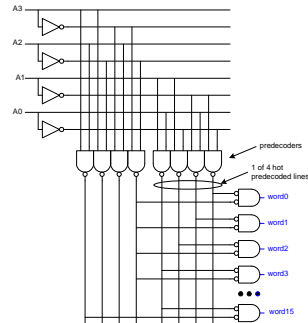 A3
A2
A1
A0
predecoders
1 of 4 hot
predecoded lines
word0
word1
word2
word3
word15